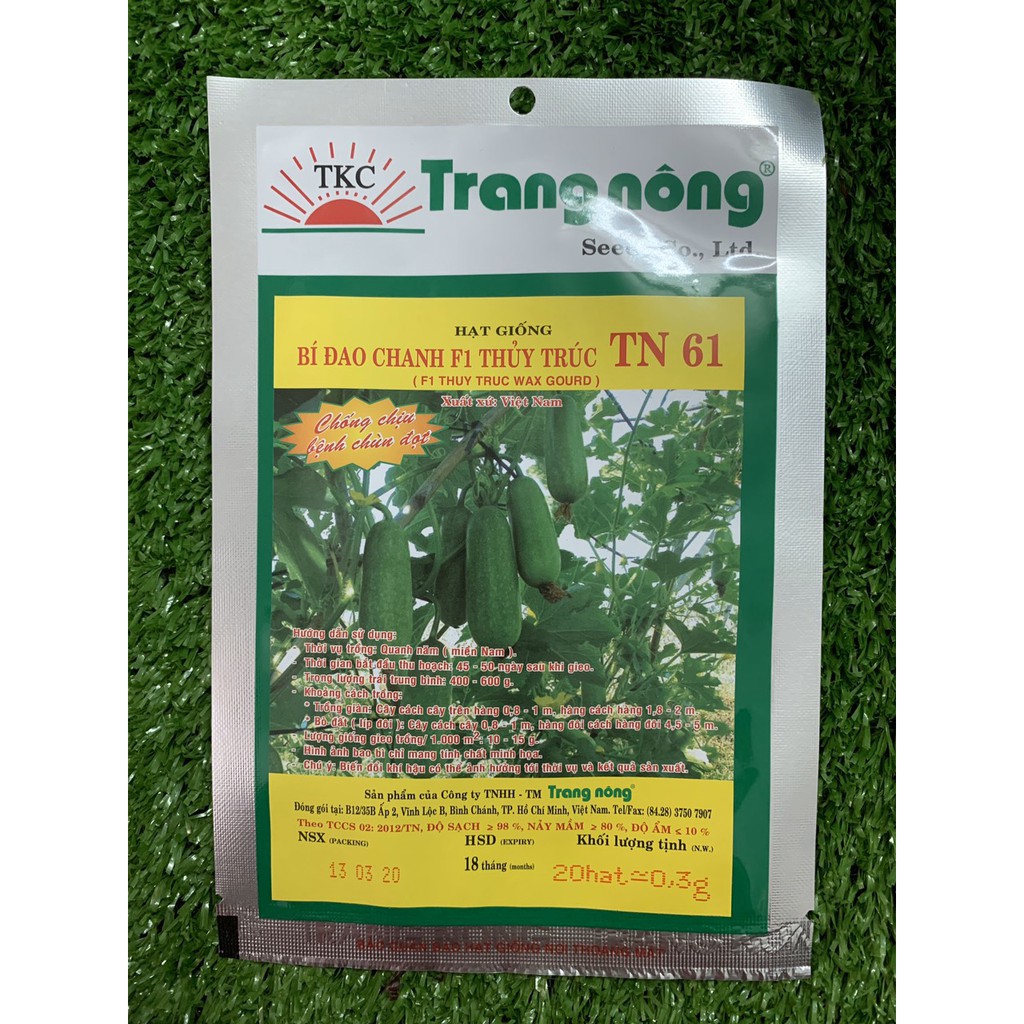 TKC Trang nông®
Seeds Co., Ltd.
HẠT GIỐNG
BÍ ĐAO CHANH F1 THỦY TRÚC TN 61
( F1 THUY TRUC WAX GOURD )
Xuất xứ: Việt Nam
Chống chịu
bệnh chùn đọt
Hướng dẫn sử dụng:
- Thời vụ trồng: Quanh năm ( miền Nam ).
- Thời gian bắt đầu thu hoạch: 45 - 50 ngày sau khi gieo.
- Trọng lượng trái trung bình: 400 - 600 g.
- Khoảng cách trồng:
* Trồng giàn: Cây cách cây trên hàng 0,8 - 1 m, hàng cách hàng 1,8 - 2 m.
* Bò đất ( líp đôi ): Cây cách cây 0,8 - 1 m, hàng đôi cách hàng đôi 4,5 - 5 m.
- Lượng giống gieo trồng/ 1.000 m²: 10 - 15 g.
- Hình ảnh bao bì chỉ mang tính chất minh họa.
- Chú ý: Biến đổi khí hậu có thể ảnh hưởng tới thời vụ và kết quả sản xuất.
Sản phẩm của Công ty TNHH - TM Trang nông®
Đóng gói tại: B12/35B Ấp 2, Vĩnh Lộc B, Bình Chánh, TP. Hồ Chí Minh, Việt Nam. Tel/Fax: (84.28) 3750 7907
Theo TCCS 02: 2012/TN, ĐỘ SẠCH ≥ 98 %, NẢY MẦM ≥ 80 %, ĐỘ ẨM ≤ 10 %
NSX (PACKING) HSD (EXPIRY) Khối lượng tịnh (N.W.)
13 03 20 18 tháng (months) 20hat≃0,3g
BẢO QUẢN HẠT GIỐNG NƠI THOÁNG MÁT